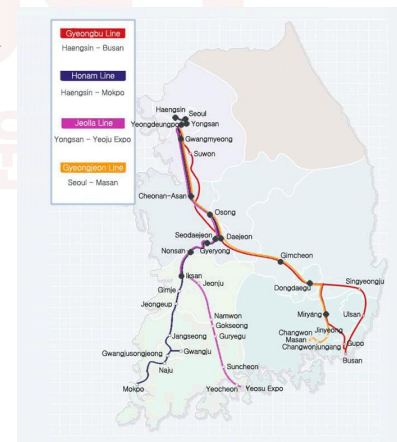 Gyeongbu Line
Haengsin - Busan
Honam Line
Haengsin - Mokpo
Jeolla Line
Yongsan - Yeoju Expo
Gyeongjeon Line
Seoul - Masan
Haengsin
Seoul
Yeongdeungpo
Yongsan
Gwangmyeong
Suwon
Cheonan-Asan
Osong
Seodaejeon
Daejeon
Nonsan
Gyeryong
Gimcheon
Iksan
Dongdaegu
Singyeongju
Gimje
Jeonju
Jeongeup
Miryang
Ulsan
Namwon
Gokseong
Changwon
Jinyeong
Jangseong
Guryegu
Masan
Gupo
Gwangjusongjeong
Gwangju
Changwonjungang
Busan
Naju
Suncheon
Mokpo
Yeocheon
Yeosu Expo